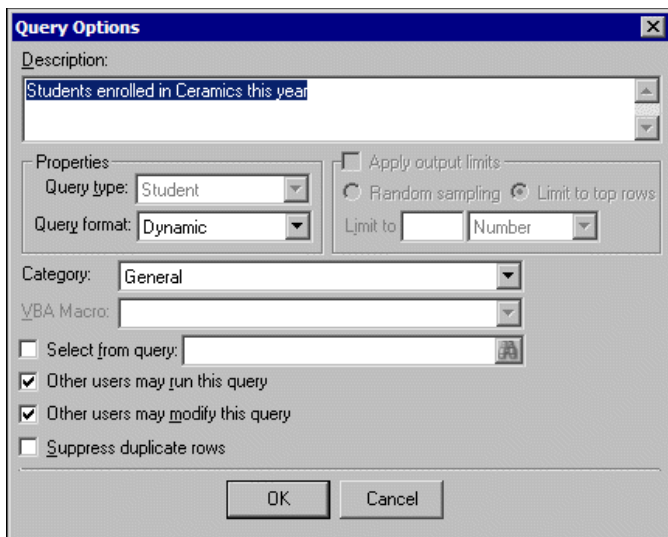 Query Options
Description:
Students enrolled in Ceramics this year
Properties
Query type: Student
Query format: Dynamic
Apply output limits
Random sampling Limit to top rows
Limit to Number
Category: General
VBA Macro:
Select from query:
Other users may run this query
Other users may modify this query
Suppress duplicate rows
OK Cancel